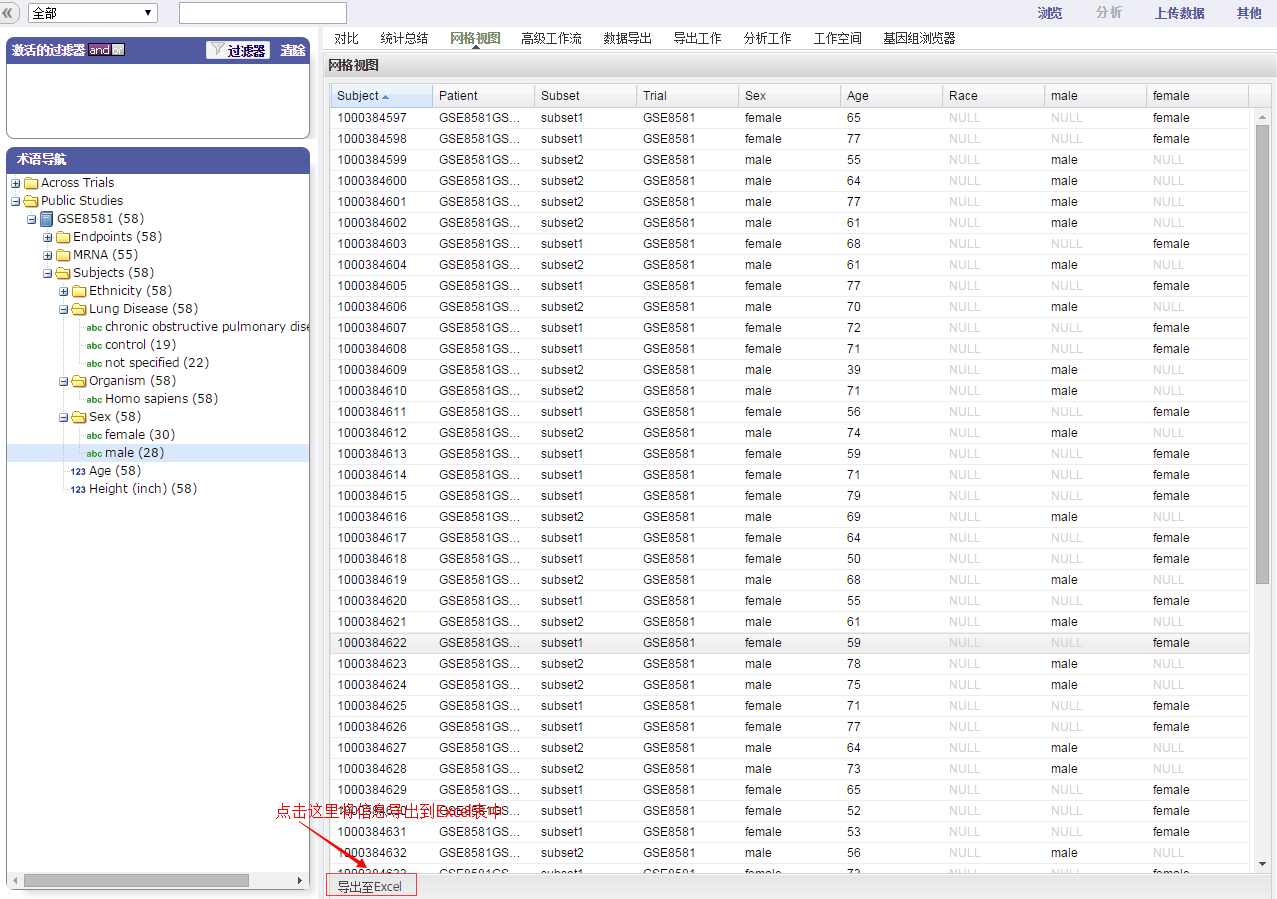 全部
浏览 分析 上传数据 其他
激活的过滤器 and or 过滤器 清除
对比 统计总结 网格视图 高级工作流 数据导出 导出工作 分析工作 工作空间 基因组浏览器
网格视图
术语导航
Across Trials
Public Studies
GSE8581 (58)
Endpoints (58)
MRNA (55)
Subjects (58)
Ethnicity (58)
Lung Disease (58)
abc chronic obstructive pulmonary dise
abc control (19)
abc not specified (22)
Organism (58)
abc Homo sapiens (58)
Sex (58)
abc female (30)
abc male (28)
123 Age (58)
123 Height (inch) (58)
Subject Patient Subset Trial Sex Age Race male female
1000384597 GSE8581GS... subset1 GSE8581 female 65 NULL NULL female
1000384598 GSE8581GS... subset1 GSE8581 female 77 NULL NULL female
1000384599 GSE8581GS... subset2 GSE8581 male 55 NULL male NULL
1000384600 GSE8581GS... subset2 GSE8581 male 64 NULL male NULL
1000384601 GSE8581GS... subset2 GSE8581 male 77 NULL male NULL
1000384602 GSE8581GS... subset2 GSE8581 male 61 NULL male NULL
1000384603 GSE8581GS... subset1 GSE8581 female 68 NULL NULL female
1000384604 GSE8581GS... subset2 GSE8581 male 61 NULL male NULL
1000384605 GSE8581GS... subset1 GSE8581 female 77 NULL NULL female
1000384606 GSE8581GS... subset2 GSE8581 male 70 NULL male NULL
1000384607 GSE8581GS... subset1 GSE8581 female 72 NULL NULL female
1000384608 GSE8581GS... subset1 GSE8581 female 71 NULL NULL female
1000384609 GSE8581GS... subset2 GSE8581 male 39 NULL male NULL
1000384610 GSE8581GS... subset2 GSE8581 male 71 NULL male NULL
1000384611 GSE8581GS... subset1 GSE8581 female 56 NULL NULL female
1000384612 GSE8581GS... subset2 GSE8581 male 74 NULL male NULL
1000384613 GSE8581GS... subset1 GSE8581 female 59 NULL NULL female
1000384614 GSE8581GS... subset1 GSE8581 female 71 NULL NULL female
1000384615 GSE8581GS... subset1 GSE8581 female 79 NULL NULL female
1000384616 GSE8581GS... subset2 GSE8581 male 69 NULL male NULL
1000384617 GSE8581GS... subset1 GSE8581 female 64 NULL NULL female
1000384618 GSE8581GS... subset1 GSE8581 female 50 NULL NULL female
1000384619 GSE8581GS... subset2 GSE8581 male 68 NULL male NULL
1000384620 GSE8581GS... subset1 GSE8581 female 55 NULL NULL female
1000384621 GSE8581GS... subset2 GSE8581 male 61 NULL male NULL
1000384622 GSE8581GS... subset1 GSE8581 female 59 NULL NULL female
1000384623 GSE8581GS... subset2 GSE8581 male 78 NULL male NULL
1000384624 GSE8581GS... subset2 GSE8581 male 75 NULL male NULL
1000384625 GSE8581GS... subset1 GSE8581 female 71 NULL NULL female
1000384626 GSE8581GS... subset1 GSE8581 female 77 NULL NULL female
1000384627 GSE8581GS... subset2 GSE8581 male 64 NULL male NULL
1000384628 GSE8581GS... subset2 GSE8581 male 73 NULL male NULL
1000384629 GSE8581GS... subset1 GSE8581 female 65 NULL NULL female
subset1 GSE8581 female 52 NULL NULL female
点击这里将信息导出到Excel表中
1000384631 GSE8581GS... subset1 GSE8581 female 53 NULL NULL female
1000384632 GSE8581GS... subset2 GSE8581 male 56 NULL male NULL
导出至Excel